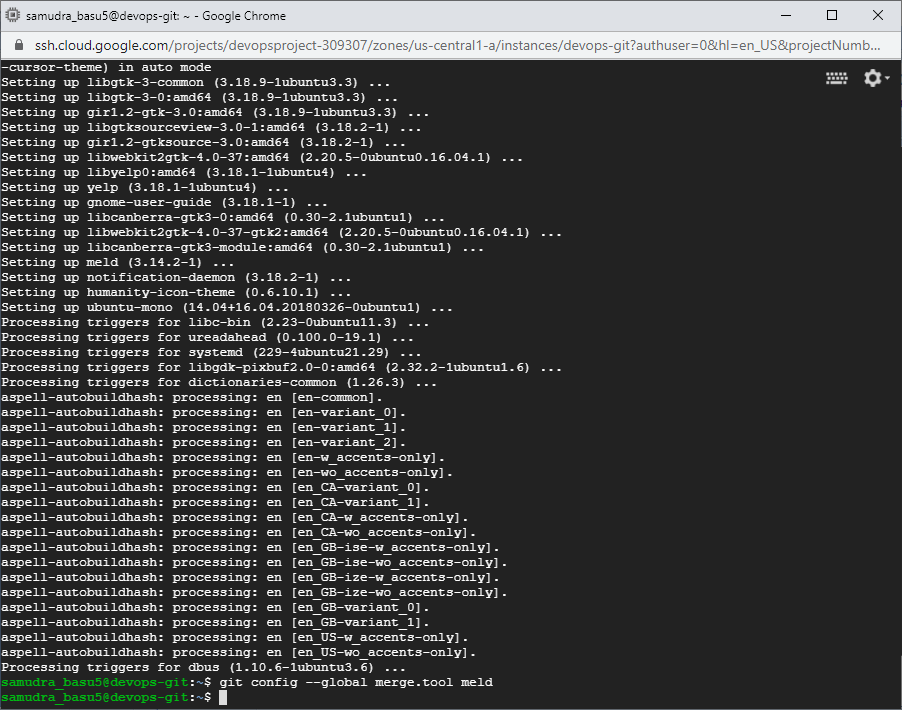 samudra_basu5@devops-git: ~ - Google Chrome
ssh.cloud.google.com/projects/devopsproject-309307/zones/us-central1-a/instances/devops-git?authuser=0&hl=en_US&projectNumb...
-cursor-theme) in auto mode
Setting up libgtk-3-common (3.18.9-1ubuntu3.3) ...
Setting up libgtk-3-0:amd64 (3.18.9-1ubuntu3.3) ...
Setting up gir1.2-gtk-3.0:amd64 (3.18.9-1ubuntu3.3) ...
Setting up libgtksourceview-3.0-1:amd64 (3.18.2-1) ...
Setting up gir1.2-gtksource-3.0:amd64 (3.18.2-1) ...
Setting up libwebkit2gtk-4.0-37:amd64 (2.20.5-0ubuntu0.16.04.1) ...
Setting up libyelp0:amd64 (3.18.1-1ubuntu4) ...
Setting up yelp (3.18.1-1ubuntu4) ...
Setting up gnome-user-guide (3.18.1-1) ...
Setting up libcanberra-gtk3-0:amd64 (0.30-2.1ubuntu1) ...
Setting up libwebkit2gtk-4.0-37-gtk2:amd64 (2.20.5-0ubuntu0.16.04.1) ...
Setting up libcanberra-gtk3-module:amd64 (0.30-2.1ubuntu1) ...
Setting up meld (3.14.2-1) ...
Setting up notification-daemon (3.18.2-1) ...
Setting up humanity-icon-theme (0.6.10.1) ...
Setting up ubuntu-mono (14.04+16.04.20180326-0ubuntu1) ...
Processing triggers for libc-bin (2.23-0ubuntu11.3) ...
Processing triggers for ureadahead (0.100.0-19.1) ...
Processing triggers for systemd (229-4ubuntu21.29) ...
Processing triggers for libgdk-pixbuf2.0-0:amd64 (2.32.2-1ubuntu1.6) ...
Processing triggers for dictionaries-common (1.26.3) ...
aspell-autobuildhash: processing: en [en-common].
aspell-autobuildhash: processing: en [en-variant_0].
aspell-autobuildhash: processing: en [en-variant_1].
aspell-autobuildhash: processing: en [en-variant_2].
aspell-autobuildhash: processing: en [en-w_accents-only].
aspell-autobuildhash: processing: en [en-wo_accents-only].
aspell-autobuildhash: processing: en [en_CA-variant_0].
aspell-autobuildhash: processing: en [en_CA-variant_1].
aspell-autobuildhash: processing: en [en_CA-w_accents-only].
aspell-autobuildhash: processing: en [en_CA-wo_accents-only].
aspell-autobuildhash: processing: en [en_GB-ise-w_accents-only].
aspell-autobuildhash: processing: en [en_GB-ise-wo_accents-only].
aspell-autobuildhash: processing: en [en_GB-ize-w_accents-only].
aspell-autobuildhash: processing: en [en_GB-ize-wo_accents-only].
aspell-autobuildhash: processing: en [en_GB-variant_0].
aspell-autobuildhash: processing: en [en_GB-variant_1].
aspell-autobuildhash: processing: en [en_US-w_accents-only].
aspell-autobuildhash: processing: en [en_US-wo_accents-only].
Processing triggers for dbus (1.10.6-1ubuntu3.6) ...
samudra_basu5@devops-git:~$ git config --global merge.tool meld
samudra_basu5@devops-git:~$